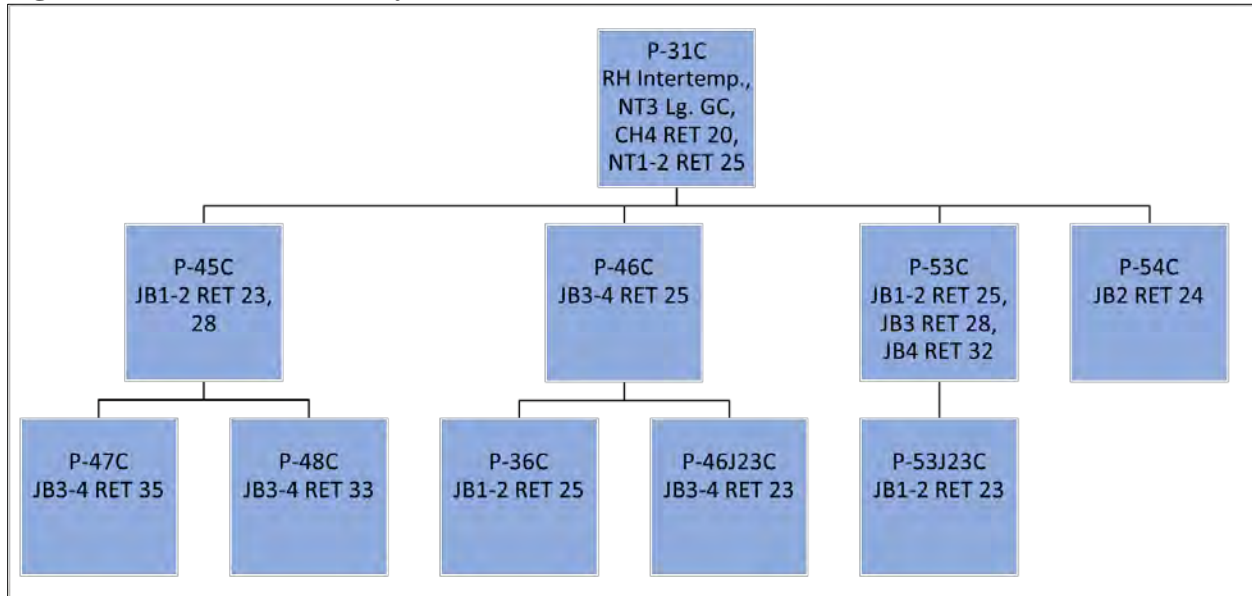 P-31C
RH Intertemp.,
NT3 Lg. GC,
CH4 RET 20,
NT1-2 RET 25
P-45C
JB1-2 RET 23,
28
P-46C
JB3-4 RET 25
P-53C
JB1-2 RET 25,
JB3 RET 28,
JB4 RET 32
P-54C
JB2 RET 24
P-47C
JB3-4 RET 35
P-48C
JB3-4 RET 33
P-36C
JB1-2 RET 25
P-46J23C
JB3-4 RET 23
P-53J23C
JB1-2 RET 23